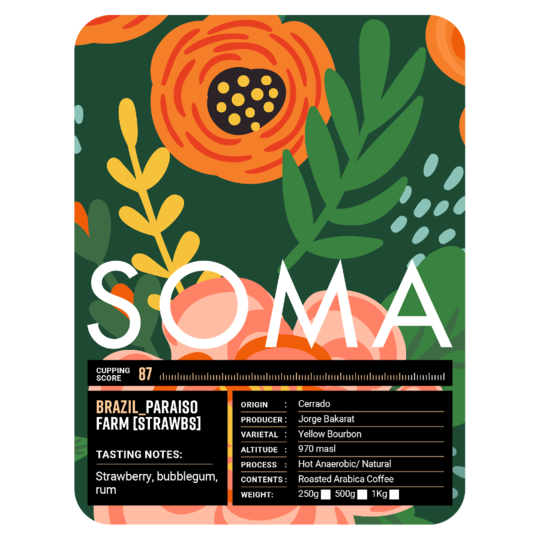 SOMA
CUPPING
SCORE 87
BRAZIL_PARAISO
FARM [STRAWBS]
TASTING NOTES:
Strawberry, bubblegum,
rum
ORIGIN : Cerrado
PRODUCER : Jorge Bakarat
VARIETAL : Yellow Bourbon
ALTITUDE : 970 masl
PROCESS : Hot Anaerobic/ Natural
CONTENTS : Roasted Arabica Coffee
WEIGHT: 250g 500g 1Kg